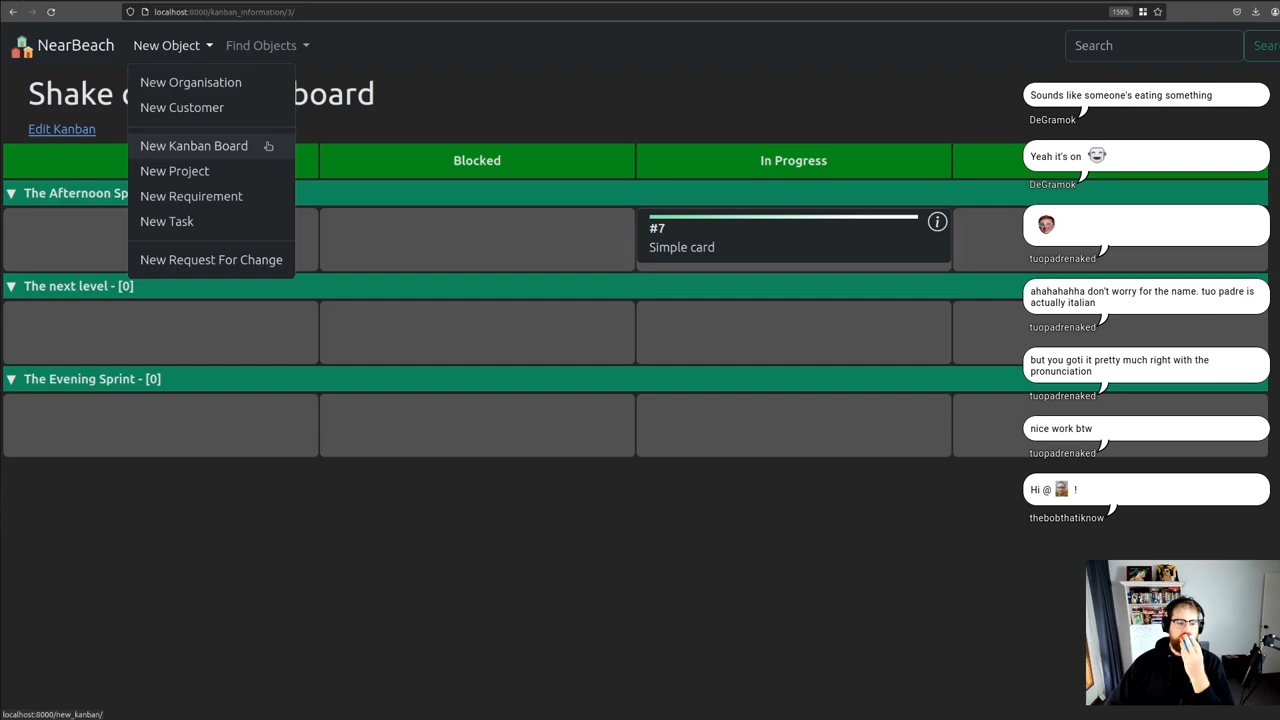 localhost:8000/kanban_information/3/
150%
NearBeach
New Object
Find Objects
Search
Sear
New Organisation
New Customer
New Kanban Board
New Project
New Requirement
New Task
New Request For Change
Shake
board
Edit Kanban
Blocked
In Progress
The Afternoon Sp
#7
Simple card
The next level - [0]
The Evening Sprint - [0]
Sounds like someone's eating something
DeGramok
Yeah it's on
DeGramok
tuopadrenaked
ahahahahha don't worry for the name. tuo padre is
actually italian
tuopadrenaked
but you goti it pretty much right with the
pronunciation
tuopadrenaked
nice work btw
tuopadrenaked
Hi @ !
thebobthatiknow
localhost:8000/new_kanban/